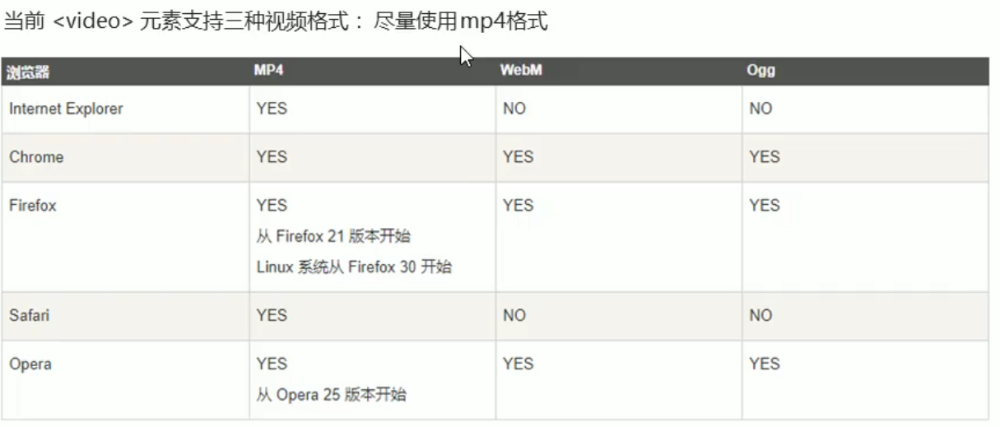 当前 <video> 元素支持三种视频格式： 尽量使用mp4格式
浏览器 MP4 WebM Ogg
Internet Explorer YES NO NO
Chrome YES YES YES
Firefox YES YES YES
从 Firefox 21 版本开始
Linux 系统从 Firefox 30 开始
Safari YES NO NO
Opera YES YES YES
从 Opera 25 版本开始